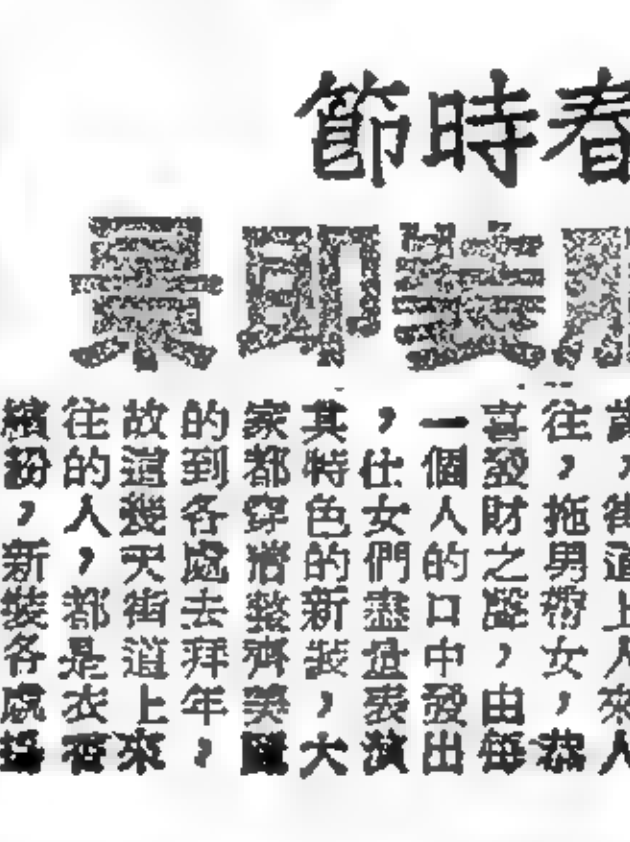 春時節
裝即景
街道上人來人
往，拖男帶女，恭
喜發財之聲，由每
一個人的口中發出
，仕女們盡量表演
其特色的新裝，大
家都穿着整齊美麗
的到各處去拜年，
故這幾天街道上來
往的人，都是衣香
繽紛，新裝各處